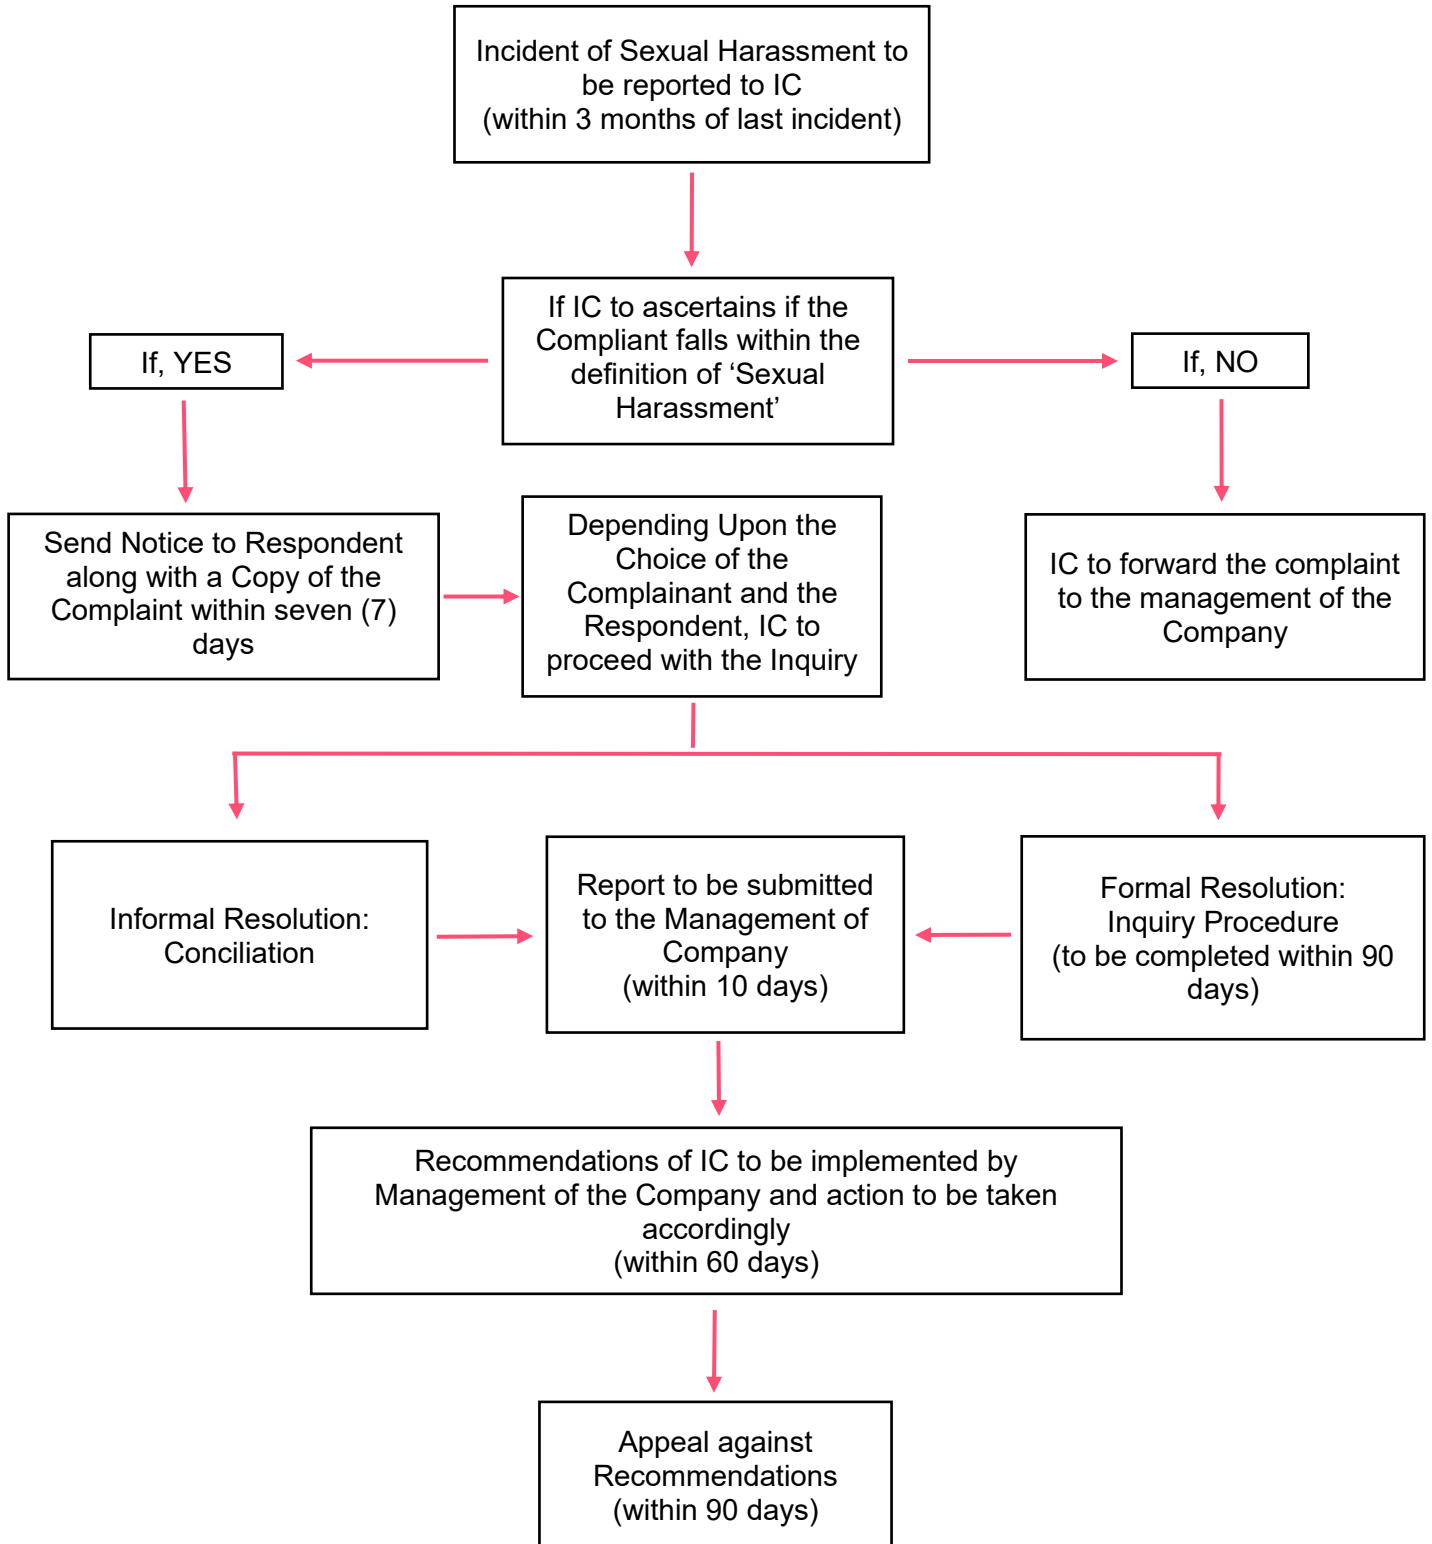 Incident of Sexual Harassment to
be reported to IC
(within 3 months of last incident)
If IC to ascertains if the
Compliant falls within the
definition of ‘Sexual
Harassment’
If, YES
If, NO
Send Notice to Respondent
along with a Copy of the
Complaint within seven (7)
days
Depending Upon the
Choice of the
Complainant and the
Respondent, IC to
proceed with the Inquiry
IC to forward the complaint
to the management of the
Company
Informal Resolution:
Conciliation
Report to be submitted
to the Management of
Company
(within 10 days)
Formal Resolution:
Inquiry Procedure
(to be completed within 90
days)
Recommendations of IC to be implemented by
Management of the Company and action to be taken
accordingly
(within 60 days)
Appeal against
Recommendations
(within 90 days)